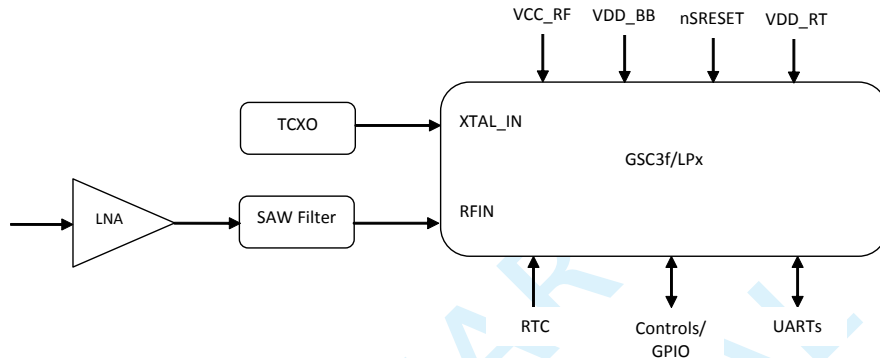 VCC_RF VDD_BB nSRESET VDD_RT
TCXO
XTAL_IN
GSC3f/LPx
LNA
SAW Filter
RFIN
RTC
Controls/
GPIO
UARTs